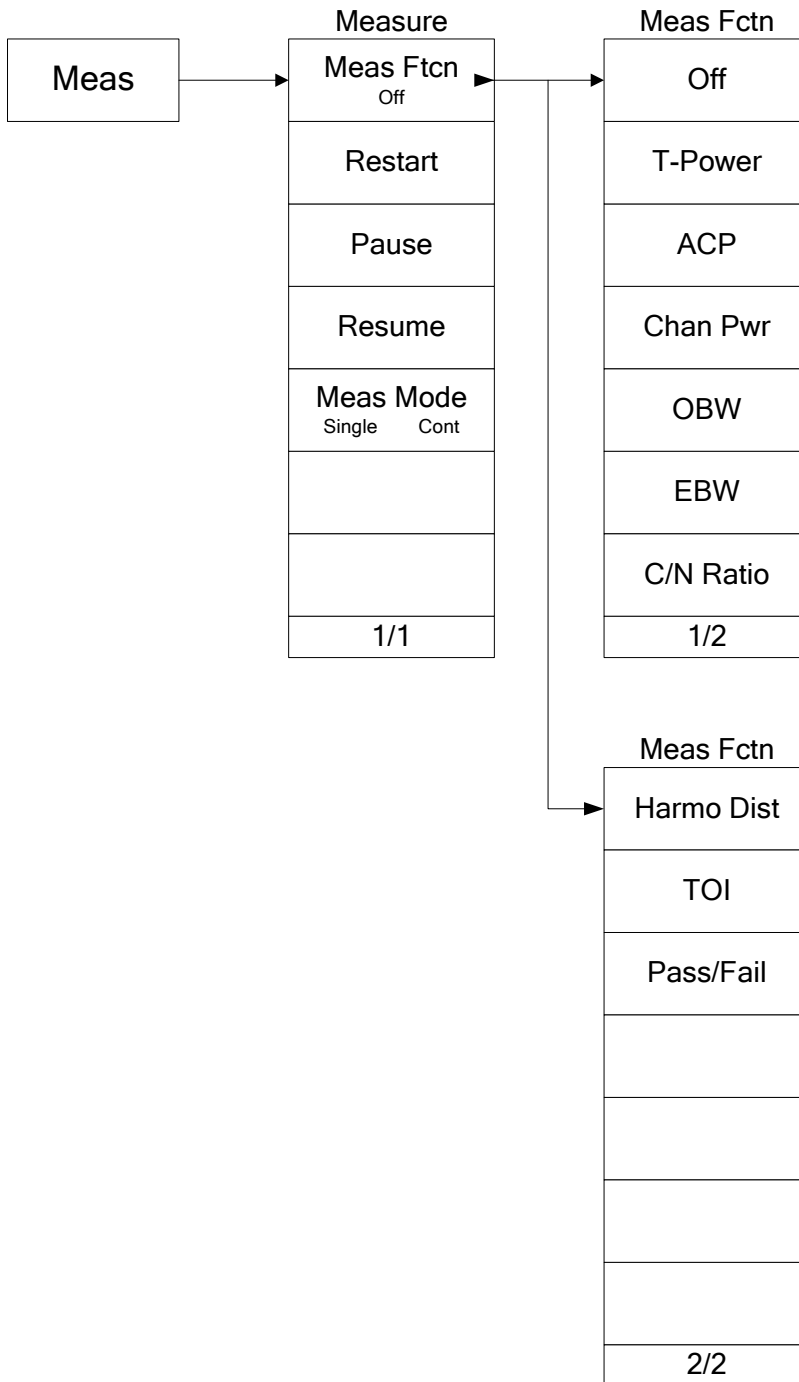 Meas
Measure
Meas Ftcn
Off
Restart
Pause
Resume
Meas Mode
Single Cont
1/1
Meas Fctn
Off
T-Power
ACP
Chan Pwr
OBW
EBW
C/N Ratio
1/2
Meas Fctn
Harmo Dist
TOI
Pass/Fail
2/2